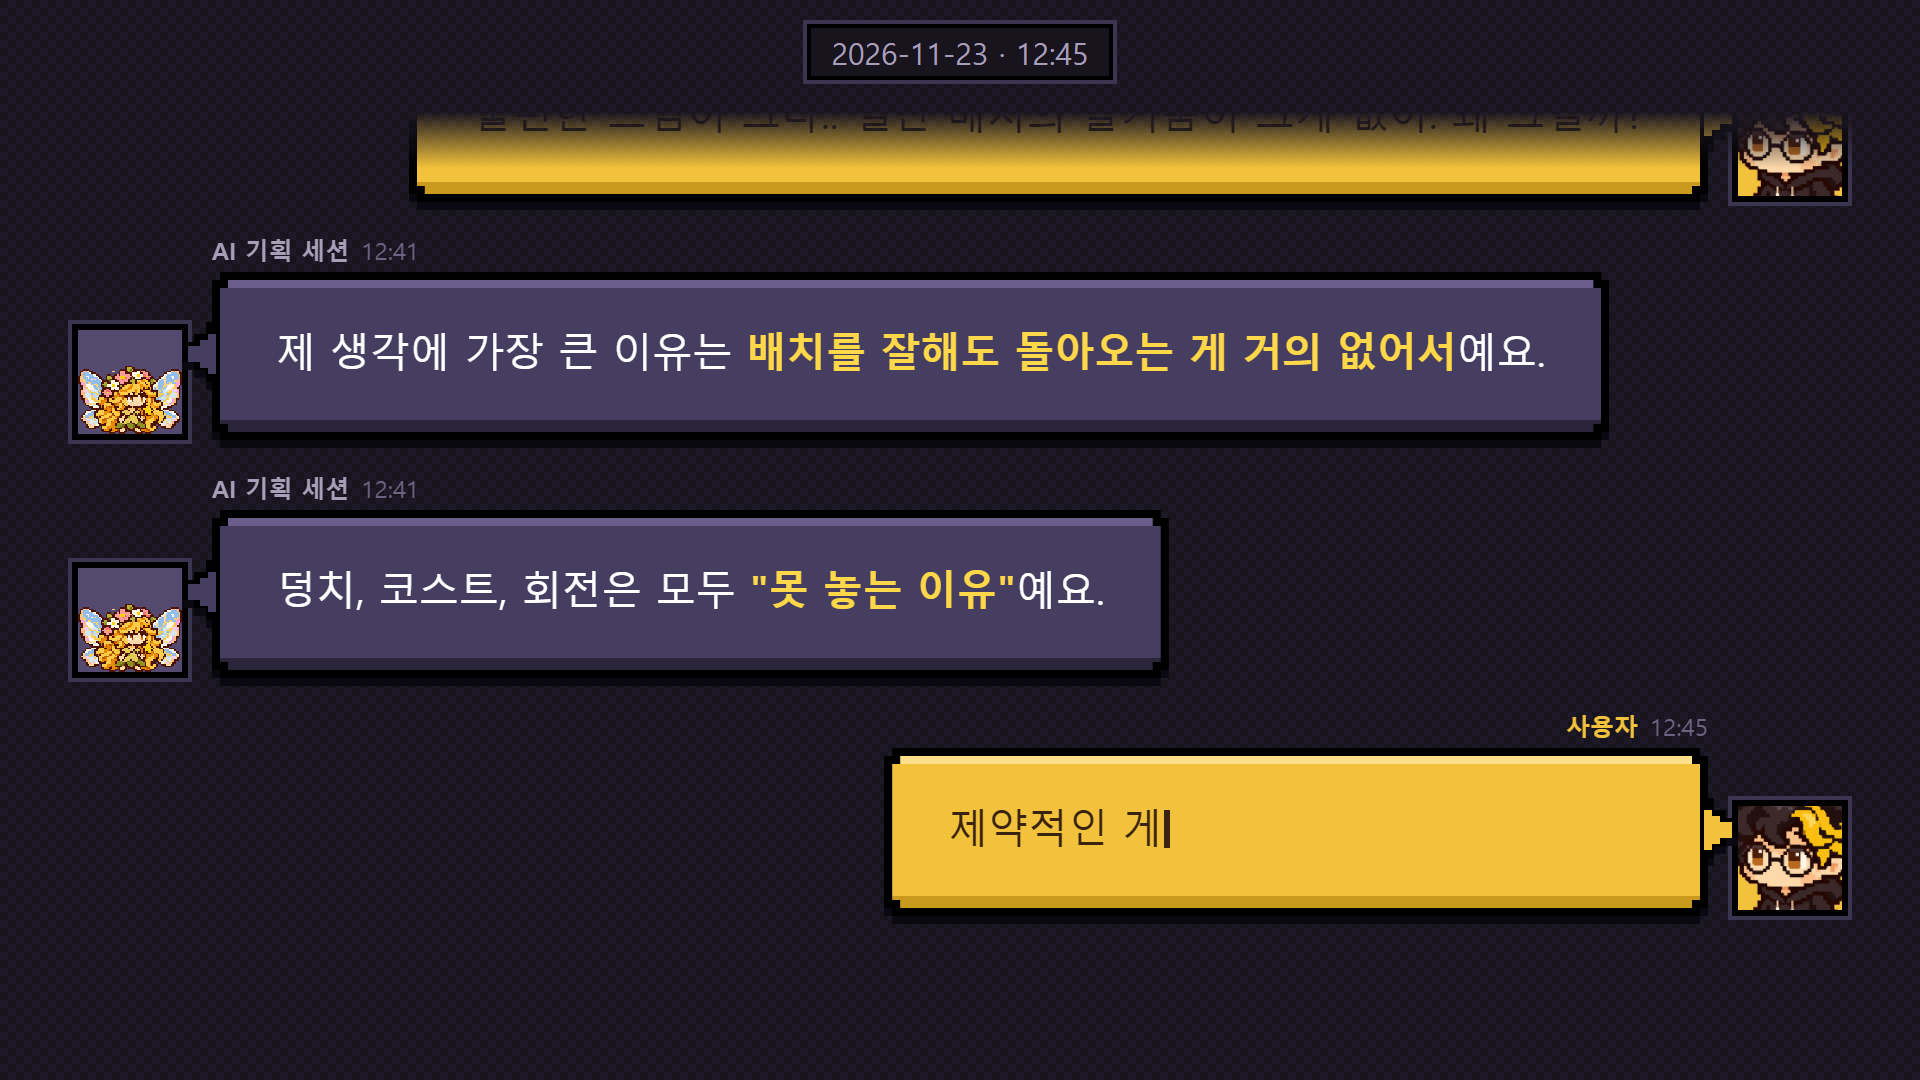 2026-11-23 · 12:45
AI 기획 세션 12:41
제 생각에 가장 큰 이유는 배치를 잘해도 돌아오는 게 거의 없어서예요.
AI 기획 세션 12:41
덩치, 코스트, 회전은 모두 "못 놓는 이유"예요.
사용자 12:45
제약적인 게